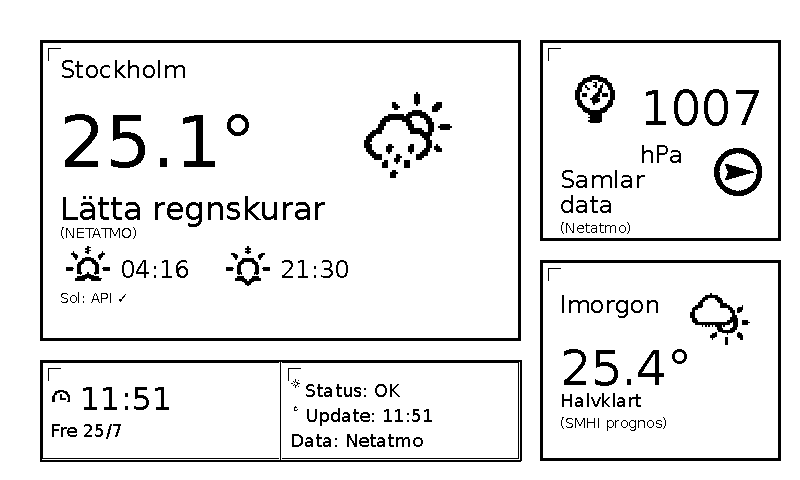 Stockholm
25.1°
Lätta regnskurar
(NETATMO)
04:16 21:30
Sol: API ✓
1007
hPa
Samlar
data
(Netatmo)
Imorgon
25.4°
Halvklart
(SMHI prognos)
11:51
Fre 25/7
Status: OK
Update: 11:51
Data: Netatmo